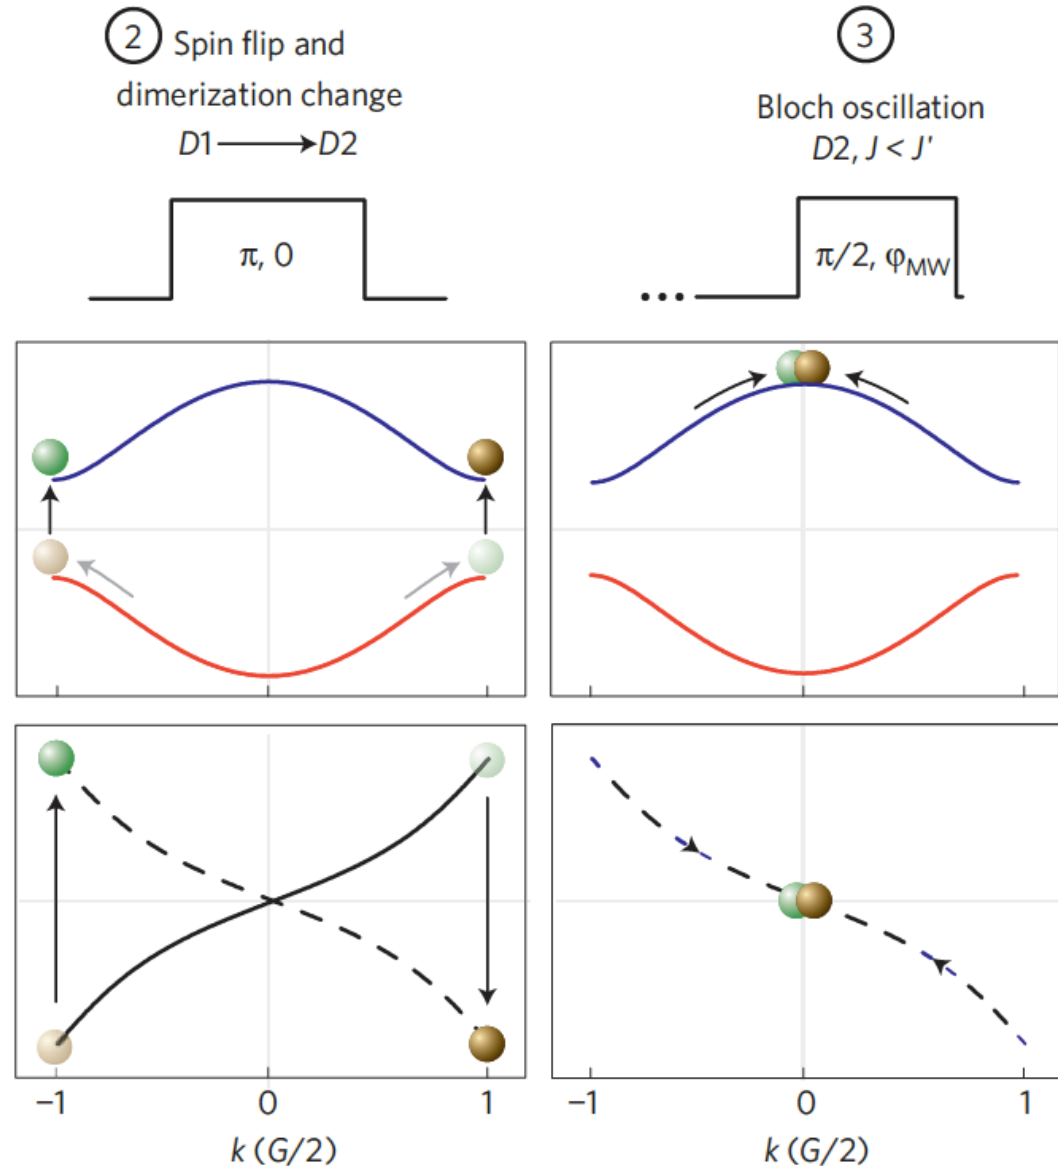 2 Spin flip and
dimerization change
D1 ⟶ D2
π, 0
3
Bloch oscillation
D2, J < J'
π/2, φMW
−1 0 1
k (G/2)
−1 0 1
k (G/2)